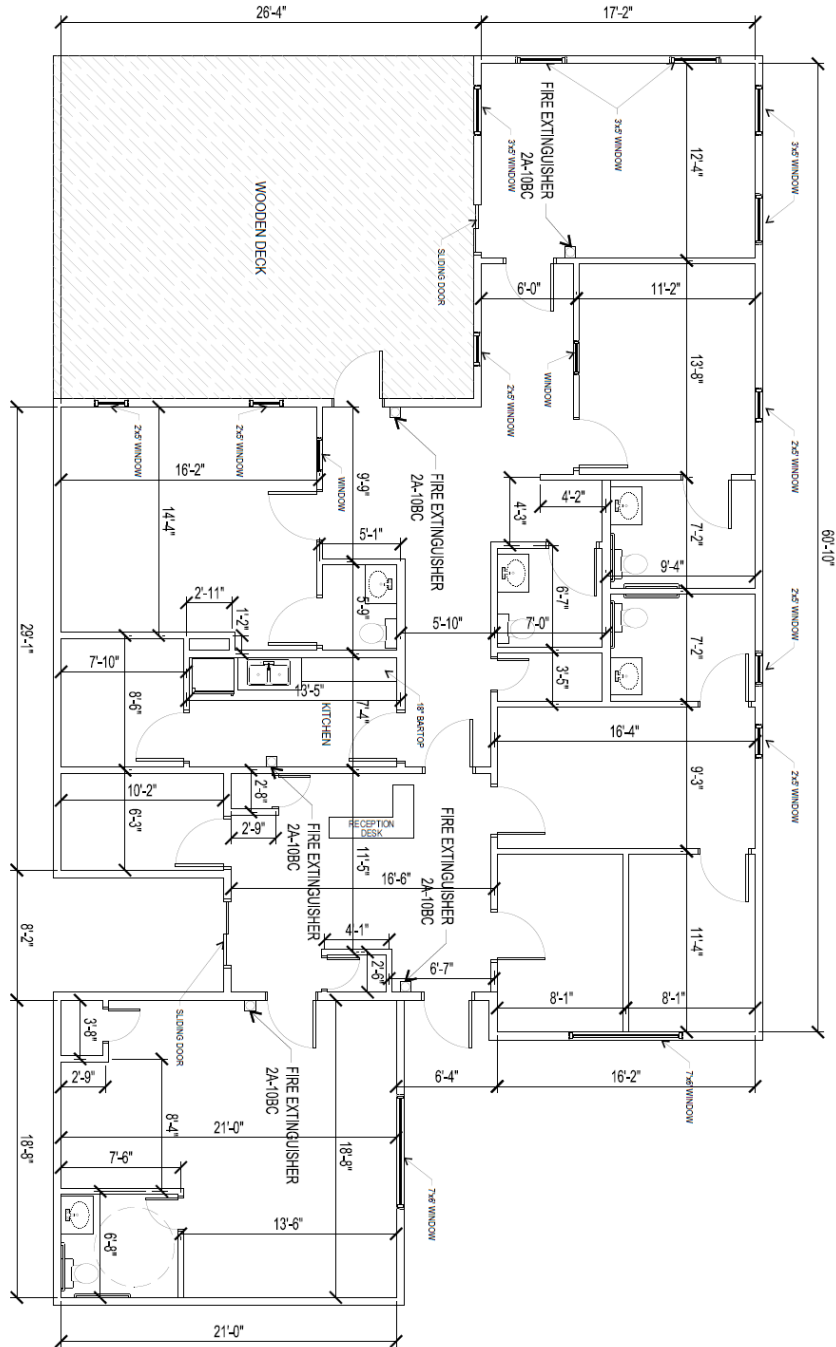 26'-4"
17'-2"
FIRE EXTINGUISHER
2A-10BC
3'x5' WINDOW
3'x5' WINDOW
3'x5' WINDOW
12'-4"
WOODEN DECK
SLIDING DOOR
6'-0"
11'-2"
13'-8"
2'x5' WINDOW
WINDOW
2'x5' WINDOW
60'-10"
2'x5' WINDOW
2'x5' WINDOW
WINDOW
16'-2"
14'-4"
9'-9"
FIRE EXTINGUISHER
2A-10BC
4'-3"
4'-2"
7'-2"
9'-4"
5'-1"
5'-9"
6'-7"
7'-0"
2'-11"
1'-2"
5'-10"
3'-5"
7'-2"
2'x5' WINDOW
2'x5' WINDOW
29'-1"
7'-10"
8'-6"
13'-5"
KITCHEN
7'-4"
18" BARTOP
16'-4"
9'-3"
10'-2"
6'-3"
2'-8"
2'-9"
FIRE EXTINGUISHER
2A-10BC
RECEPTION
DESK
11'-5"
FIRE EXTINGUISHER
2A-10BC
16'-6"
11'-4"
8'-2"
4'-1"
2'-6"
6'-7"
8'-1"
8'-1"
SLIDING DOOR
3'-8"
2'-9"
FIRE EXTINGUISHER
2A-10BC
6'-4"
16'-2"
7'x6' WINDOW
8'-4"
21'-0"
7'-6"
18'-8"
18'-8"
7'x6' WINDOW
13'-6"
6'-8"
21'-0"